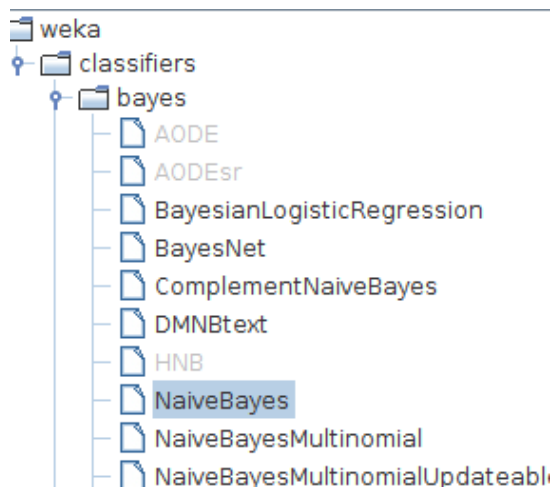 weka
classifiers
bayes
AODE
AODEsr
BayesianLogisticRegression
BayesNet
ComplementNaiveBayes
DMNBtext
HNB
NaiveBayes
NaiveBayesMultinomial
NaiveBayesMultinomialUpdateable